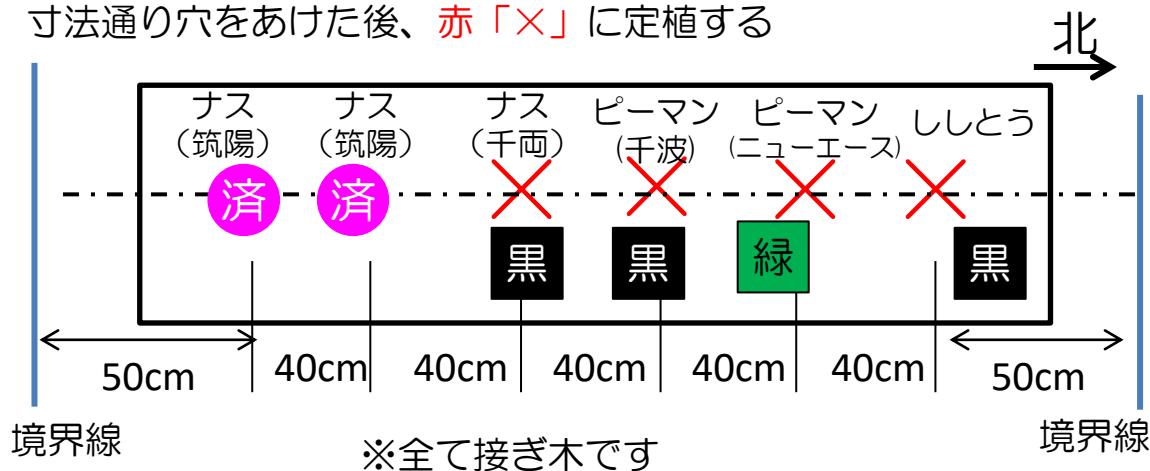 寸法通り穴をあけた後、赤「×」に定植する
北
ナス
(筑陽)
ナス
(筑陽)
ナス
(千両)
ピーマン
(千波)
ピーマン
(ニューエース)
ししとう
済
済
黒
黒
緑
黒
50cm
40cm
40cm
40cm
40cm
40cm
50cm
境界線
境界線
※全て接ぎ木です